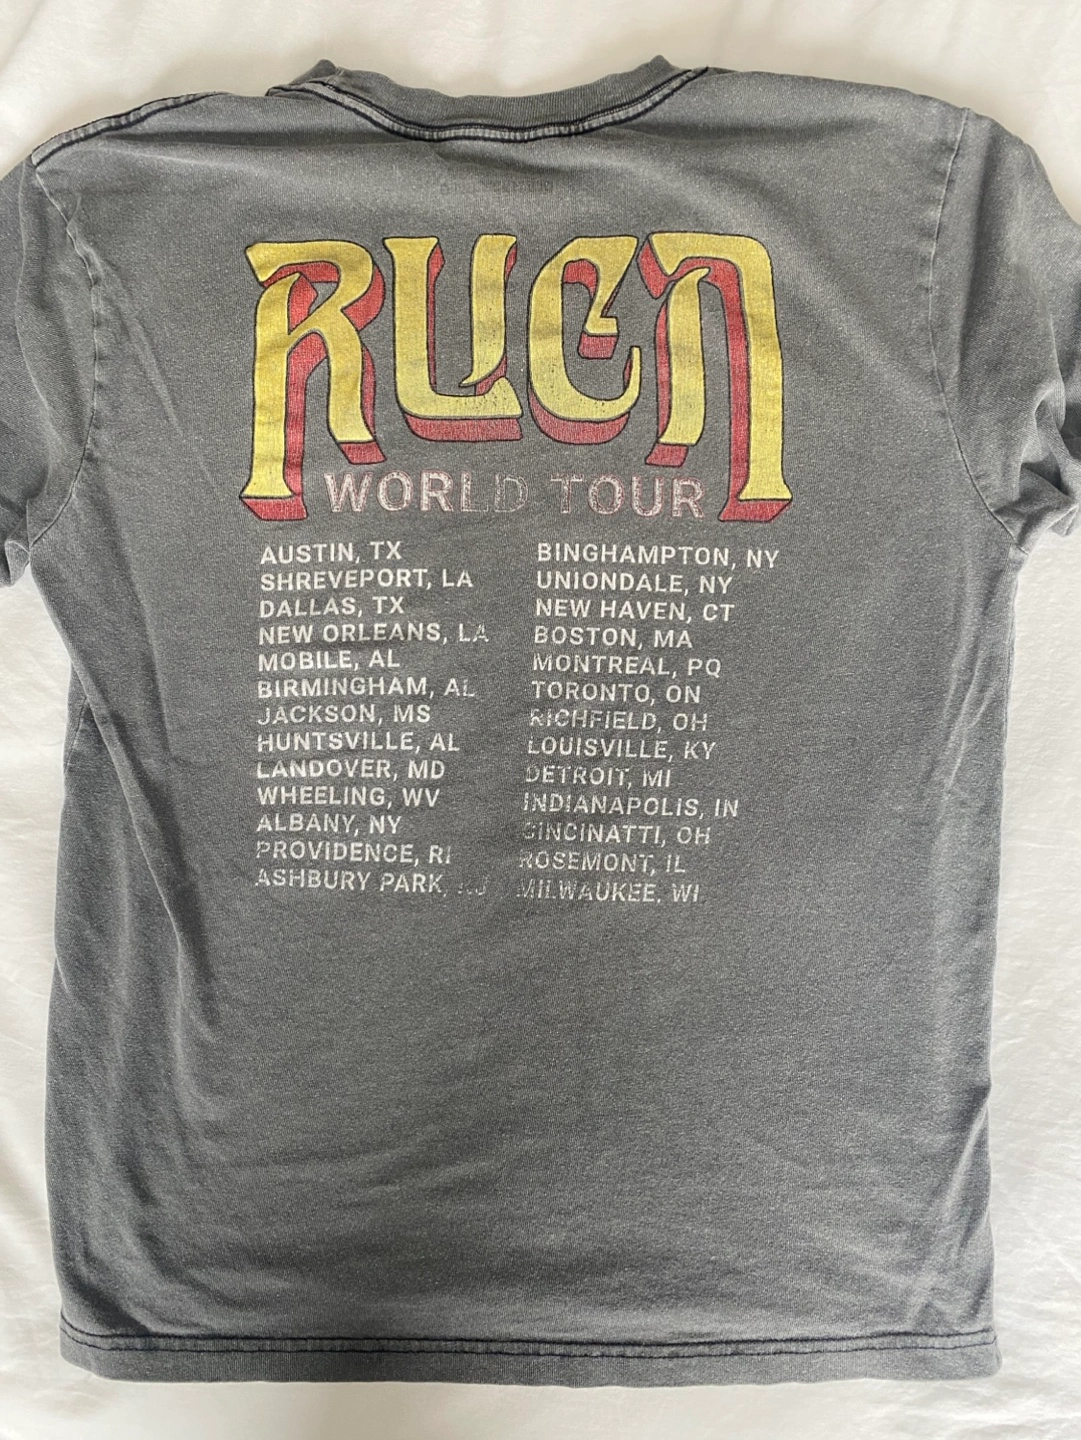 RUCA
WORLD TOUR
AUSTIN, TX
SHREVEPORT, LA
DALLAS, TX
NEW ORLEANS, LA
MOBILE, AL
BIRMINGHAM, AL
JACKSON, MS
HUNTSVILLE, AL
LANDOVER, MD
WHEELING, WV
ALBANY, NY
PROVIDENCE, RI
ASHBURY PARK, NJ
BINGHAMPTON, NY
UNIONDALE, NY
NEW HAVEN, CT
BOSTON, MA
MONTREAL, PQ
TORONTO, ON
RICHFIELD, OH
LOUISVILLE, KY
DETROIT, MI
INDIANAPOLIS, IN
CINCINATTI, OH
ROSEMONT, IL
MILWAUKEE, WI